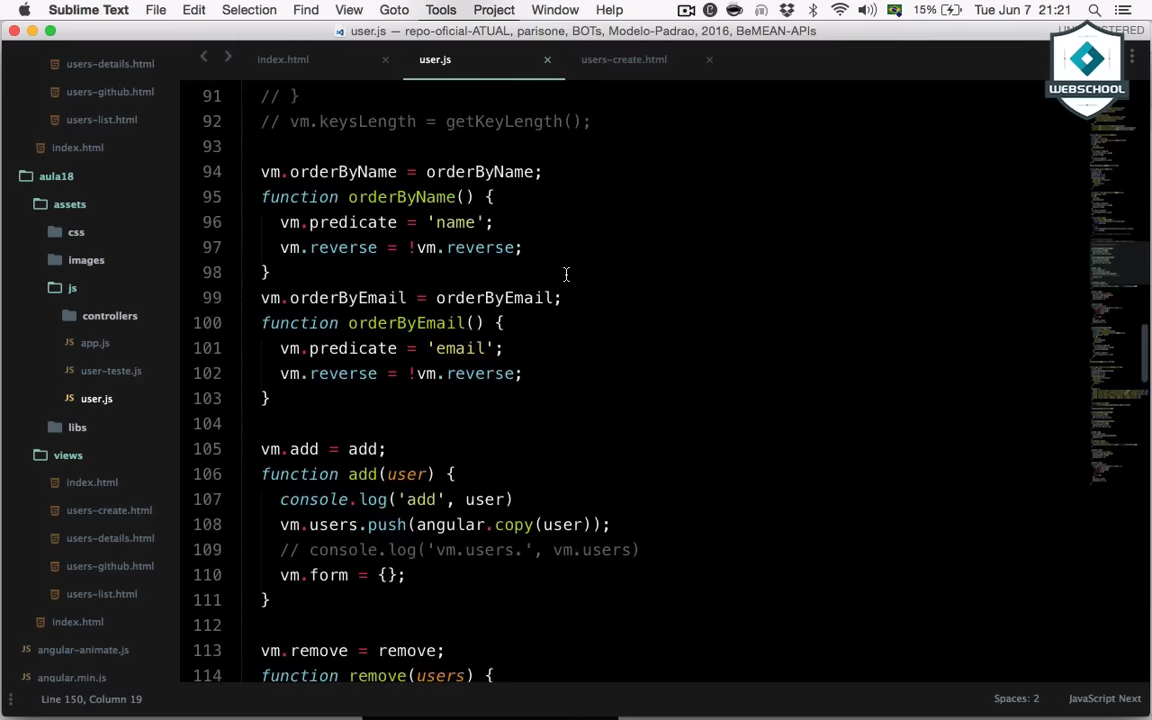 Sublime Text File Edit Selection Find View Goto Tools Project Window Help 15% Tue Jun 7 21:21
user.js — repo-oficial-ATUAL, parisone, BOTs, Modelo-Padrao, 2016, BeMEAN-APIs
WEBSCHOOL
index.html × user.js × users-create.html ×
users-details.html
users-github.html
users-list.html
index.html
aula18
assets
css
images
js
controllers
app.js
user-teste.js
user.js
libs
views
index.html
users-create.html
users-details.html
users-github.html
users-list.html
index.html
JS angular-animate.js
JS angular.min.js
91 // }
92 // vm.keysLength = getKeyLength();
93
94 vm.orderByName = orderByName;
95 function orderByName() {
96 vm.predicate = 'name';
97 vm.reverse = !vm.reverse;
98 }
99 vm.orderByEmail = orderByEmail;
100 function orderByEmail() {
101 vm.predicate = 'email';
102 vm.reverse = !vm.reverse;
103 }
104
105 vm.add = add;
106 function add(user) {
107 console.log('add', user)
108 vm.users.push(angular.copy(user));
109 // console.log('vm.users.', vm.users)
110 vm.form = {};
111 }
112
113 vm.remove = remove;
114 function remove(users) {
Line 150, Column 19 Spaces: 2 JavaScript Next